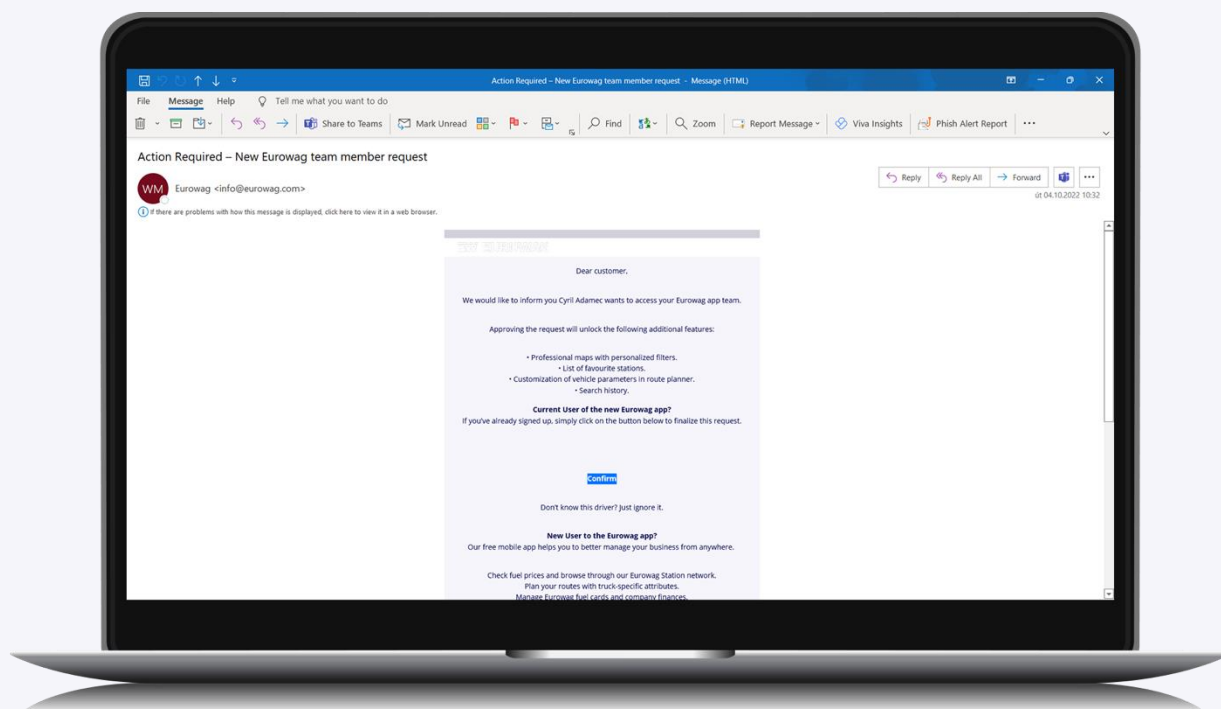 Action Required – New Eurowag team member request - Message (HTML)
File Message Help Tell me what you want to do
Share to Teams Mark Unread Find Zoom Report Message Viva Insights Phish Alert Report
Action Required – New Eurowag team member request
WM
Eurowag <info@eurowag.com>
Reply Reply All Forward
út 04.10.2022 10:32
If there are problems with how this message is displayed, click here to view it in a web browser.
Dear customer,
We would like to inform you Cyril Adamec wants to access your Eurowag app team.
Approving the request will unlock the following additional features:
• Professional maps with personalized filters.
• List of favourite stations.
• Customization of vehicle parameters in route planner.
• Search history.
Current User of the new Eurowag app?
If you've already signed up, simply click on the button below to finalize this request.
Confirm
Don't know this driver? Just ignore it.
New User to the Eurowag app?
Our free mobile app helps you to better manage your business from anywhere.
Check fuel prices and browse through our Eurowag Station network.
Plan your routes with truck-specific attributes.
Manage Eurowag fuel cards and company finances.